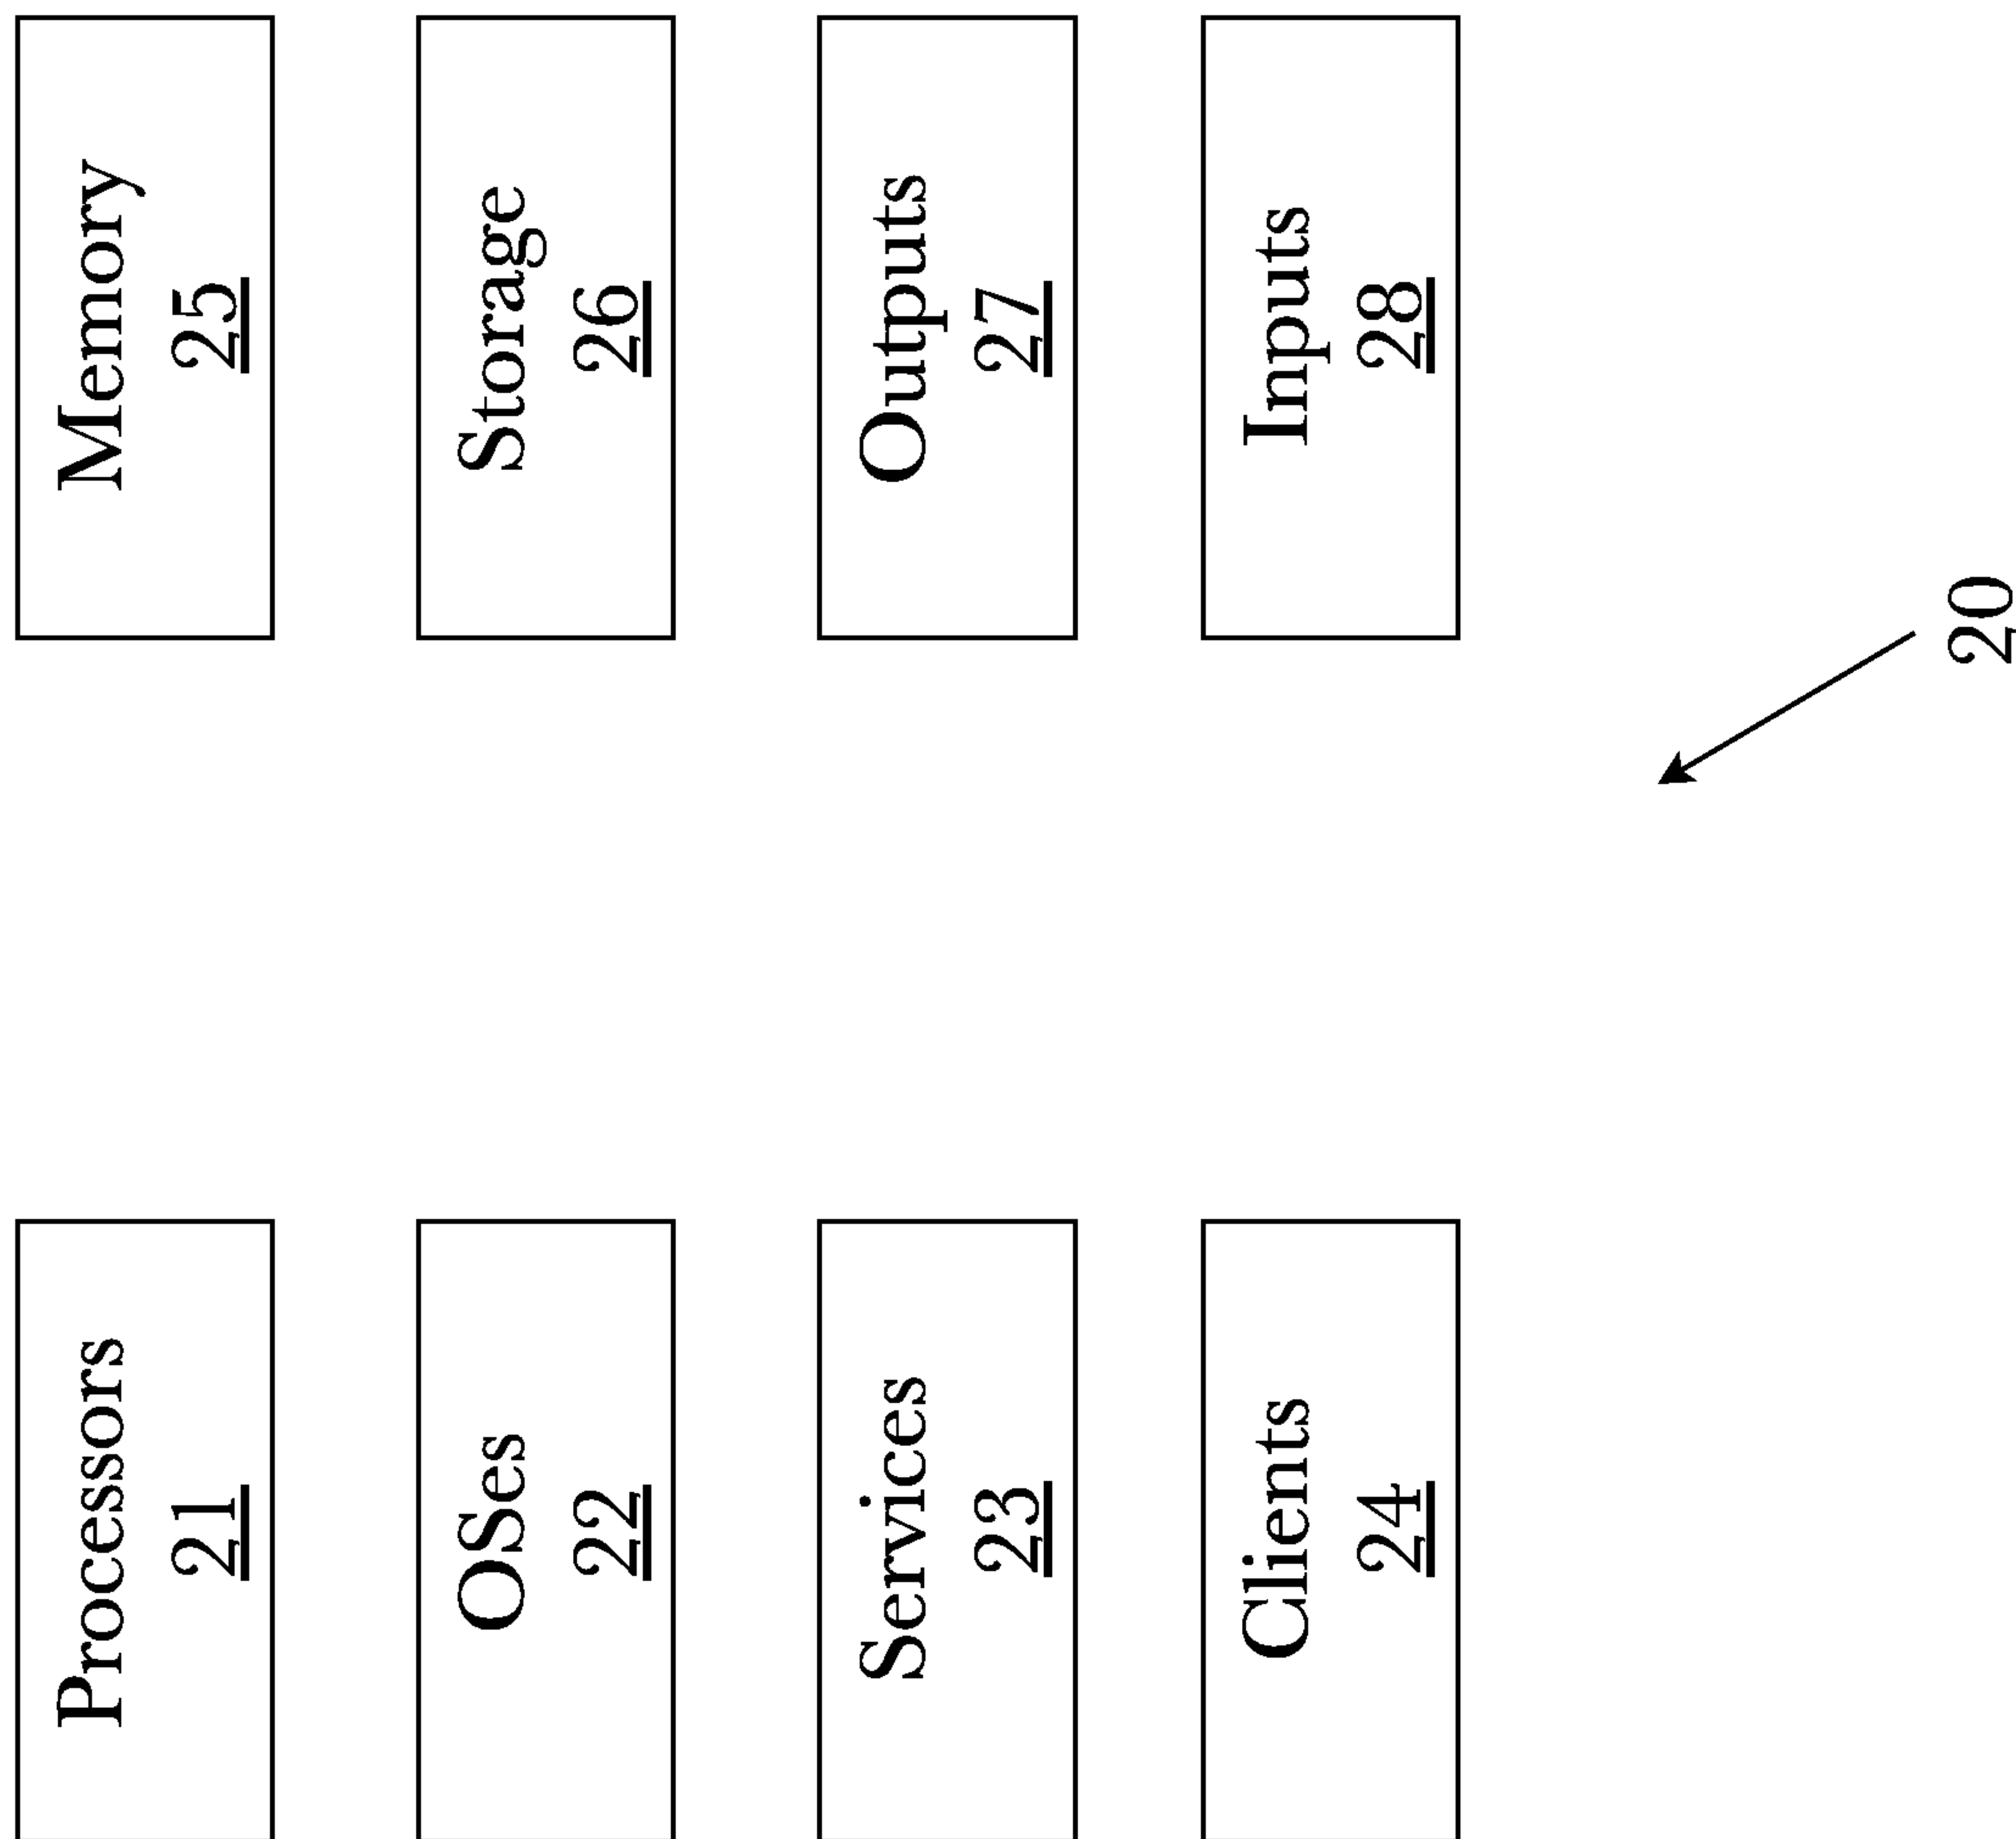 Processors
21
Memory
25
OSes
22
Storage
26
Services
23
Outputs
27
Clients
24
Inputs
28
20